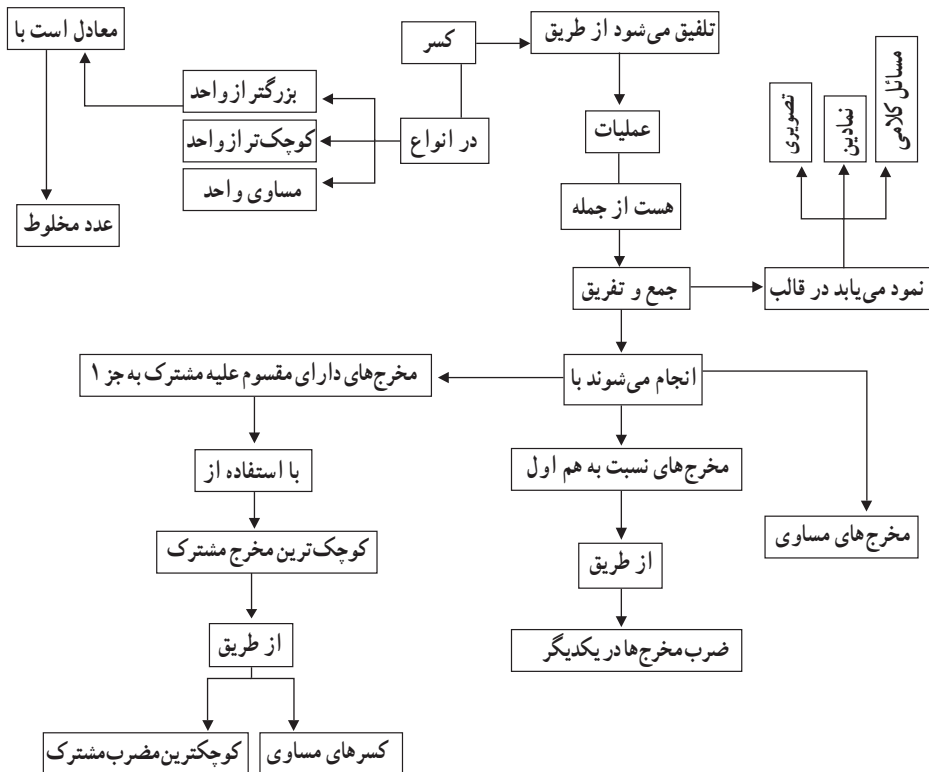 کسر
تلفیق می‌شود از طریق
معادل است با
بزرگتر از واحد
در انواع
کوچک‌تر از واحد
مساوی واحد
عدد مخلوط
عملیات
هست از جمله
جمع و تفریق
نمود می‌یابد در قالب
مسائل کلامی
نمادین
تصویری
انجام می‌شوند با
مخرج‌های دارای مقسوم علیه مشترک به جز ۱
مخرج‌های نسبت به هم اول
مخرج‌های مساوی
با استفاده از
کوچک‌ترین مخرج مشترک
از طریق
ضرب مخرج‌ها در یکدیگر
از طریق
کسرهای مساوی
کوچکترین مضرب مشترک